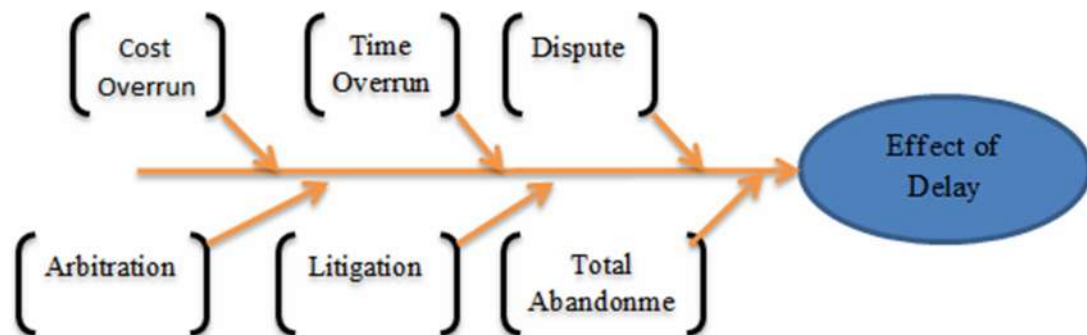 Cost
Overrun
Time
Overrun
Dispute
Effect of
Delay
Arbitration
Litigation
Total
Abandonme